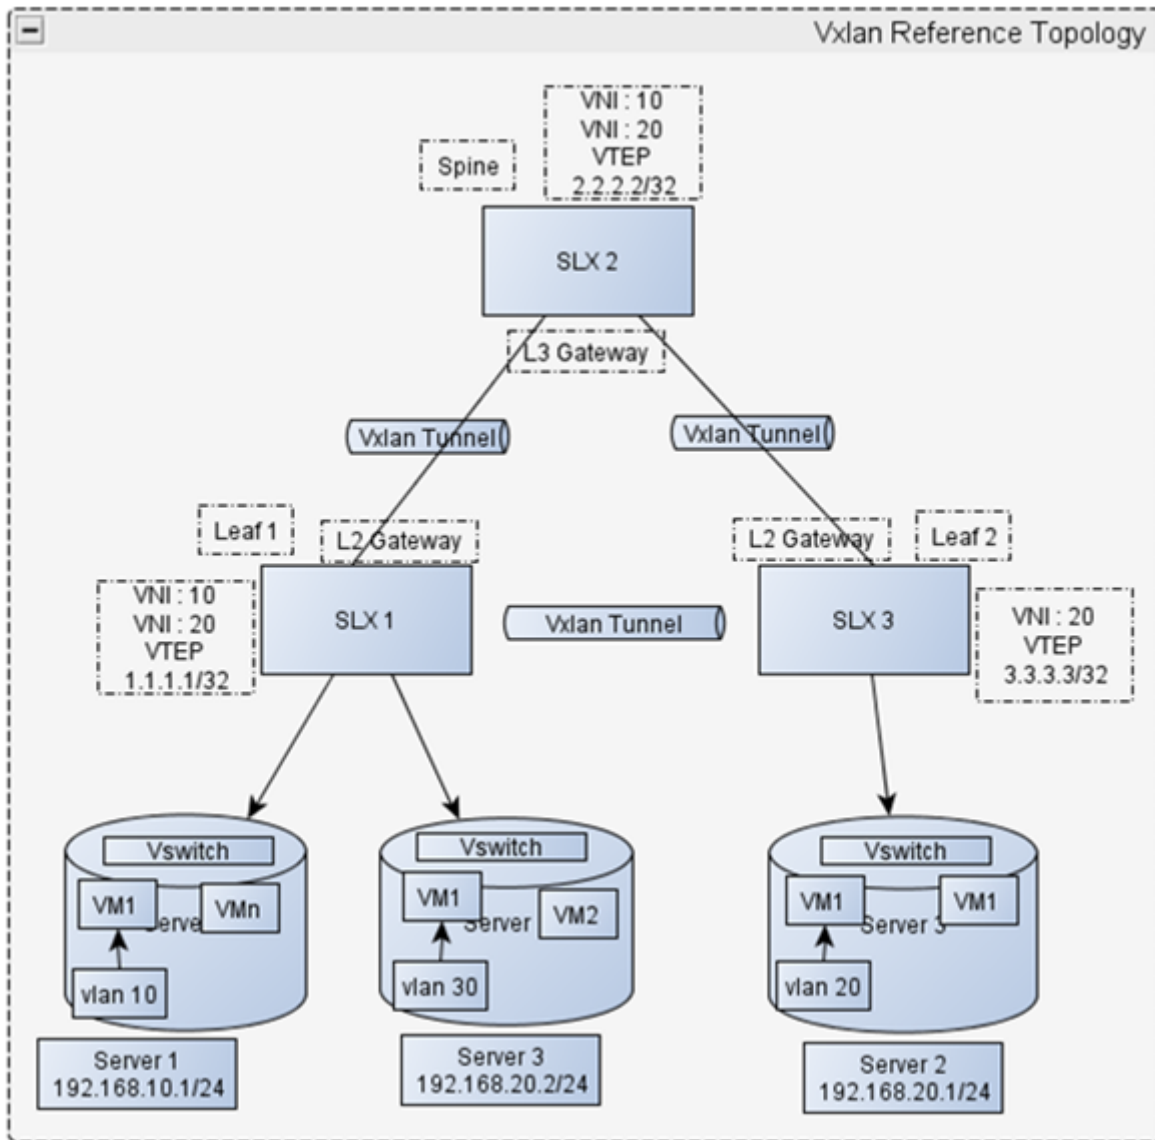 Vxlan Reference Topology
VNI : 10
VNI : 20
VTEP
2.2.2.2/32
Spine
SLX 2
L3 Gateway
Vxlan Tunnel
Vxlan Tunnel
Leaf 1
L2 Gateway
L2 Gateway
Leaf 2
VNI : 10
VNI : 20
VTEP
1.1.1.1/32
SLX 1
Vxlan Tunnel
SLX 3
VNI : 20
VTEP
3.3.3.3/32
Vswitch
VM1
VMn
Server
vlan 10
Server 1
192.168.10.1/24
Vswitch
VM1
VM2
Server
vlan 30
Server 3
192.168.20.2/24
Vswitch
VM1
VM1
Server 3
vlan 20
Server 2
192.168.20.1/24